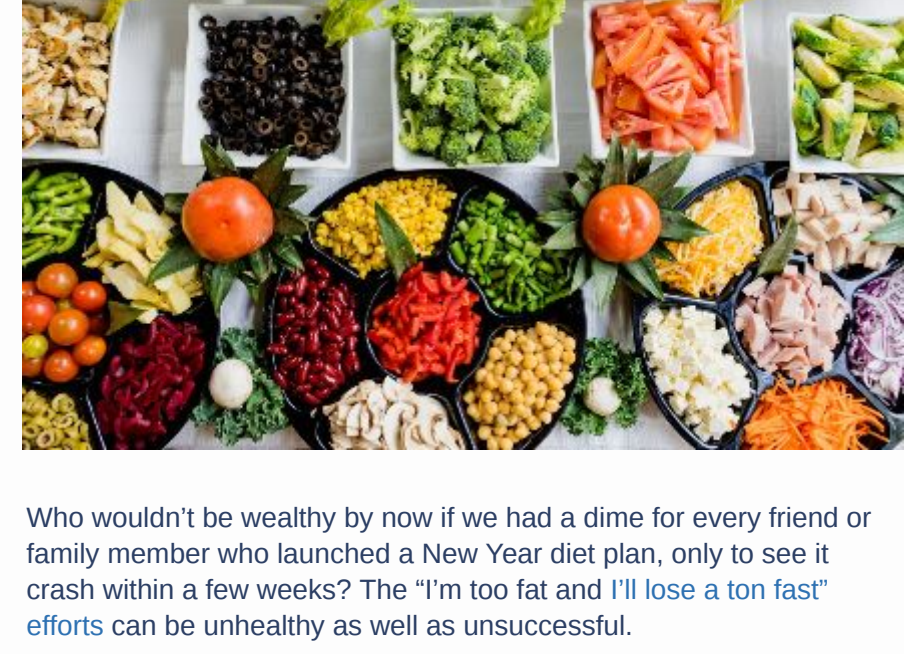 Who wouldn’t be wealthy by now if we had a dime for every friend or
family member who launched a New Year diet plan, only to see it
crash within a few weeks? The “I’m too fat and I’ll lose a ton fast”
efforts can be unhealthy as well as unsuccessful.